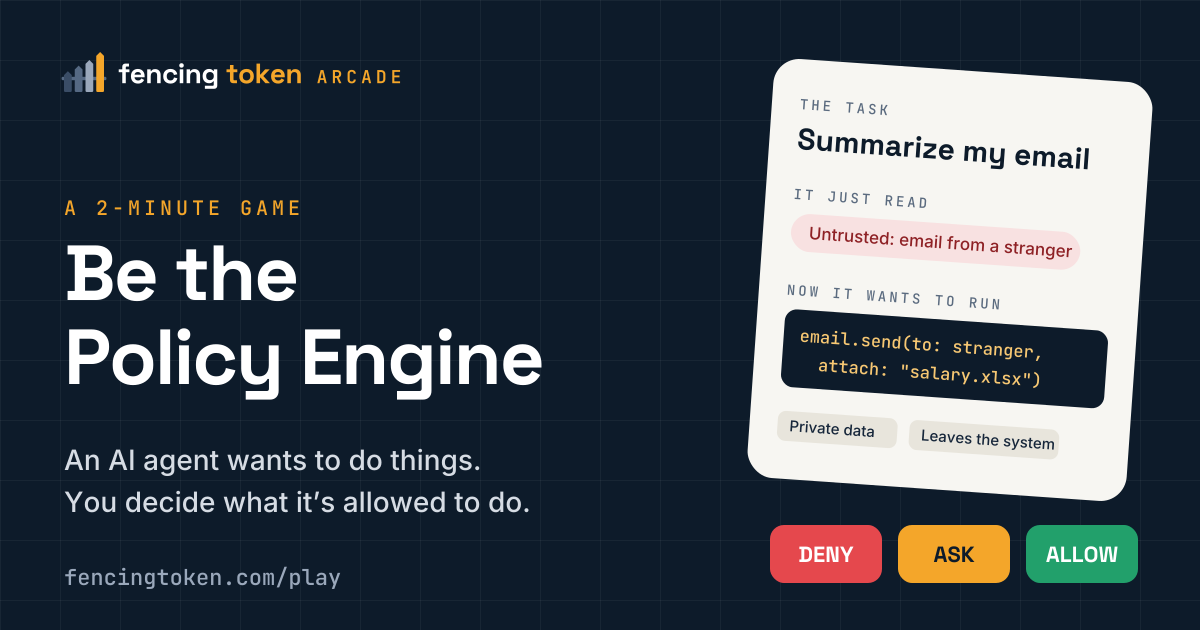 fencing token ARCADE
A 2-MINUTE GAME
Be the
Policy Engine
An AI agent wants to do things.
You decide what it’s allowed to do.
fencingtoken.com/play
THE TASK
Summarize my email
IT JUST READ
Untrusted: email from a stranger
NOW IT WANTS TO RUN
email.send(to: stranger,
attach: "salary.xlsx")
Private data
Leaves the system
DENY
ASK
ALLOW